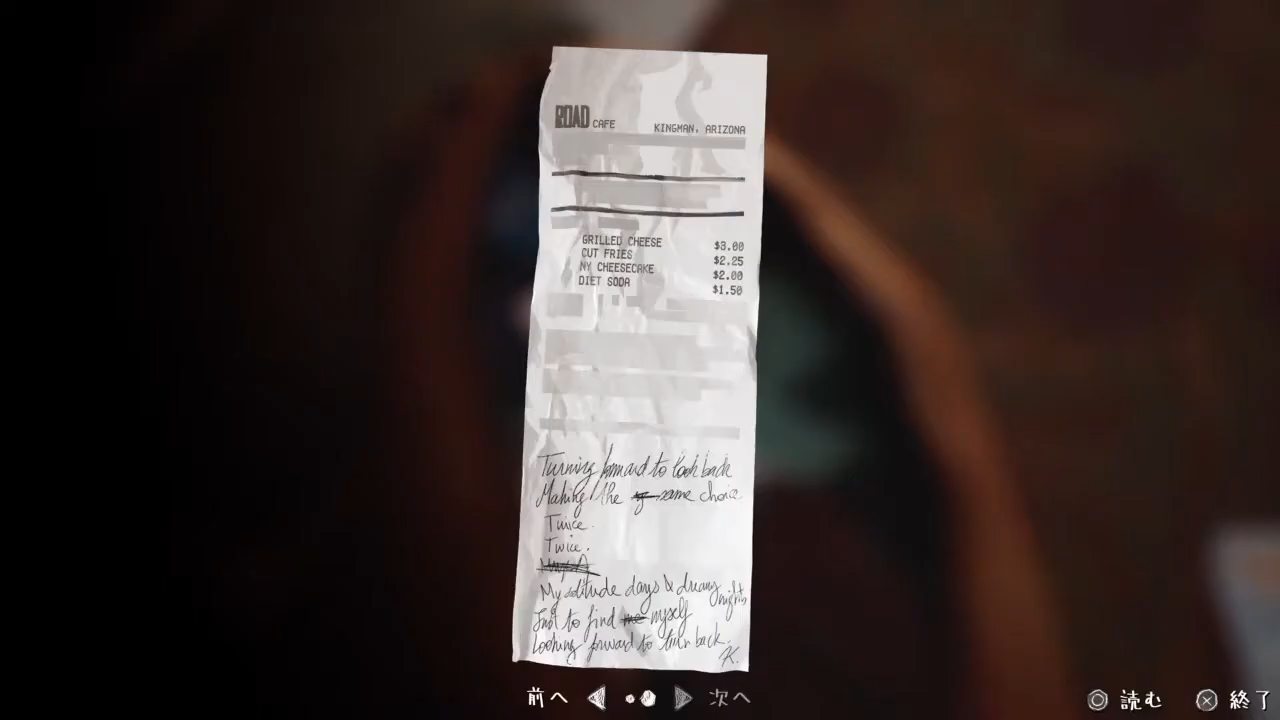 ROAD CAFE KINGMAN, ARIZONA
GRILLED CHEESE $3.00
CUT FRIES $2.25
NY CHEESECAKE $2.00
DIET SODA $1.50
Turning forward to look back
Making the same choice
Twice.
Twice.
My solitude days & dreamy nights
Just to find me myself
Looking forward to turn back.
K.
前へ 次へ
読む 終了